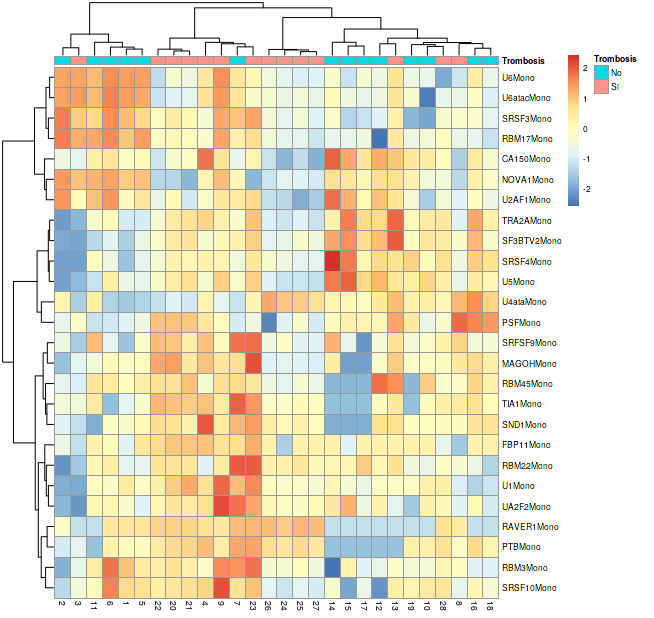 Trombosis
U6Mono
U6atacMono
SRSF3Mono
RBM17Mono
CA150Mono
NOVA1Mono
U2AF1Mono
TRA2AMono
SF3BTV2Mono
SRSF4Mono
U5Mono
U4ataMono
PSFMono
SRFSF9Mono
MAGOHMono
RBM45Mono
TIA1Mono
SND1Mono
FBP11Mono
RBM22Mono
U1Mono
UA2F2Mono
RAVER1Mono
PTBMono
RBM3Mono
SRSF10Mono
2 3 11 6 1 5 22 20 21 4 9 7 23 26 24 25 27 14 15 17 12 13 19 10 28 8 16 18
2
1
0
-1
-2
Trombosis
No
SI